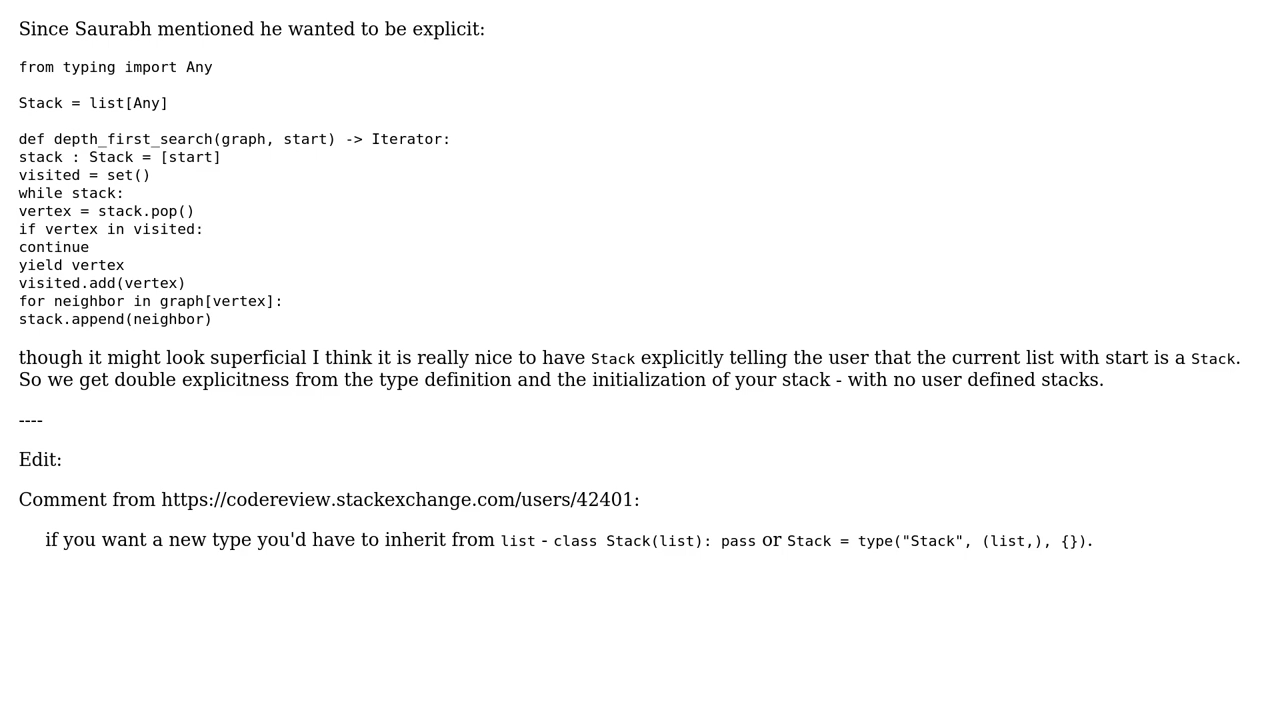 Since Saurabh mentioned he wanted to be explicit:
from typing import Any
Stack = list[Any]
def depth_first_search(graph, start) -> Iterator:
stack : Stack = [start]
visited = set()
while stack:
vertex = stack.pop()
if vertex in visited:
continue
yield vertex
visited.add(vertex)
for neighbor in graph[vertex]:
stack.append(neighbor)
though it might look superficial I think it is really nice to have Stack explicitly telling the user that the current list with start is a Stack.
So we get double explicitness from the type definition and the initialization of your stack - with no user defined stacks.
----
Edit:
Comment from https://codereview.stackexchange.com/users/42401:
if you want a new type you'd have to inherit from list - class Stack(list): pass or Stack = type("Stack", (list,), {}).